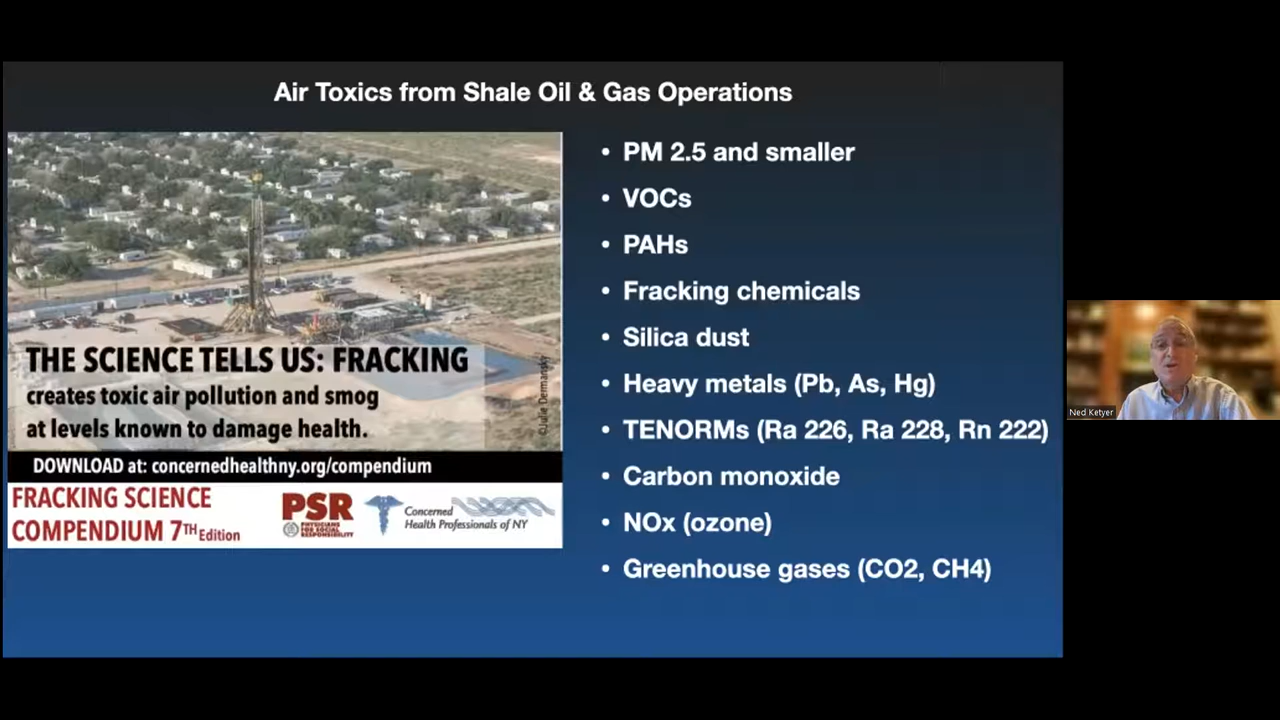 Air Toxics from Shale Oil & Gas Operations
THE SCIENCE TELLS US: FRACKING
creates toxic air pollution and smog
at levels known to damage health.
©Julie Dermansky
DOWNLOAD at: concernedhealthny.org/compendium
FRACKING SCIENCE
COMPENDIUM 7TH Edition
PSR
PHYSICIANS
FOR SOCIAL
RESPONSIBILITY
Concerned
Health Professionals of NY
• PM 2.5 and smaller
• VOCs
• PAHs
• Fracking chemicals
• Silica dust
• Heavy metals (Pb, As, Hg)
• TENORMs (Ra 226, Ra 228, Rn 222)
• Carbon monoxide
• NOx (ozone)
• Greenhouse gases (CO2, CH4)
Ned Ketyer